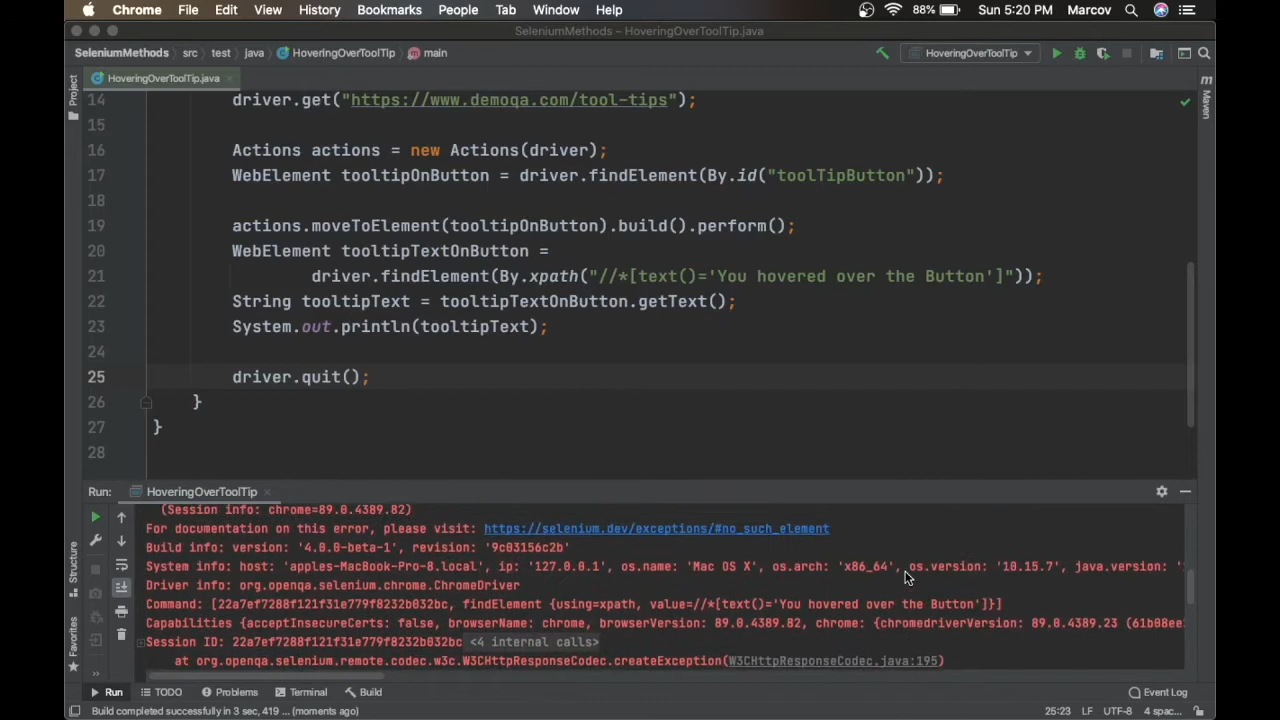 Chrome File Edit View History Bookmarks People Tab Window Help 88% Sun 5:20 PM Marcov
SeleniumMethods – HoveringOverToolTip.java
SeleniumMethods src test java HoveringOverToolTip main HoveringOverToolTip
Project
HoveringOverToolTip.java
Maven
14 driver.get("https://www.demoqa.com/tool-tips");
15
16 Actions actions = new Actions(driver);
17 WebElement tooltipOnButton = driver.findElement(By.id("toolTipButton"));
18
19 actions.moveToElement(tooltipOnButton).build().perform();
20 WebElement tooltipTextOnButton =
21 driver.findElement(By.xpath("//*[text()='You hovered over the Button']"));
22 String tooltipText = tooltipTextOnButton.getText();
23 System.out.println(tooltipText);
24
25 driver.quit();
26 }
27 }
28
Run: HoveringOverToolTip
(Session info: chrome=89.0.4389.82)
For documentation on this error, please visit: https://selenium.dev/exceptions/#no_such_element
Build info: version: '4.0.0-beta-1', revision: '9c03156c2b'
System info: host: 'apples-MacBook-Pro-8.local', ip: '127.0.0.1', os.name: 'Mac OS X', os.arch: 'x86_64', os.version: '10.15.7', java.version: '
Driver info: org.openqa.selenium.chrome.ChromeDriver
Command: [22a7ef7288f121f31e779f8232b032bc, findElement {using=xpath, value=//*[text()='You hovered over the Button']}]
Capabilities {acceptInsecureCerts: false, browserName: chrome, browserVersion: 89.0.4389.82, chrome: {chromedriverVersion: 89.0.4389.23 (61b08ee
Session ID: 22a7ef7288f121f31e779f8232b032bc <4 internal calls>
at org.openqa.selenium.remote.codec.w3c.W3CHttpResponseCodec.createException(W3CHttpResponseCodec.java:195)
Structure
Favorites
Run TODO Problems Terminal Build Event Log
Build completed successfully in 3 sec, 419 ... (moments ago) 25:23 LF UTF-8 4 spac...